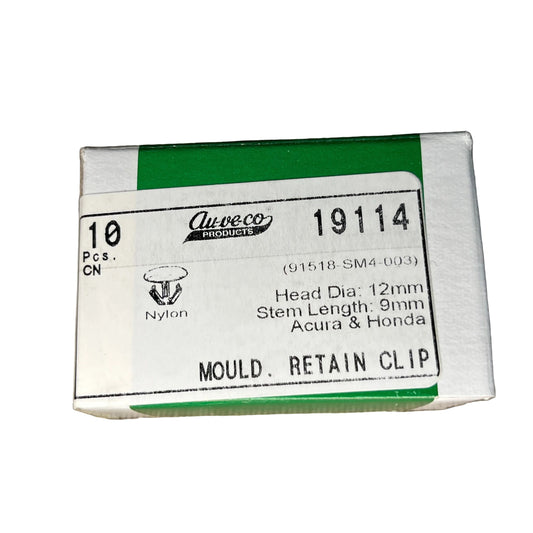 10
Pcs.
CN
au-ve-co®
PRODUCTS
19114
(91518-SM4-003)
Nylon
Head Dia: 12mm
Stem Length: 9mm
Acura & Honda
MOULD. RETAIN CLIP